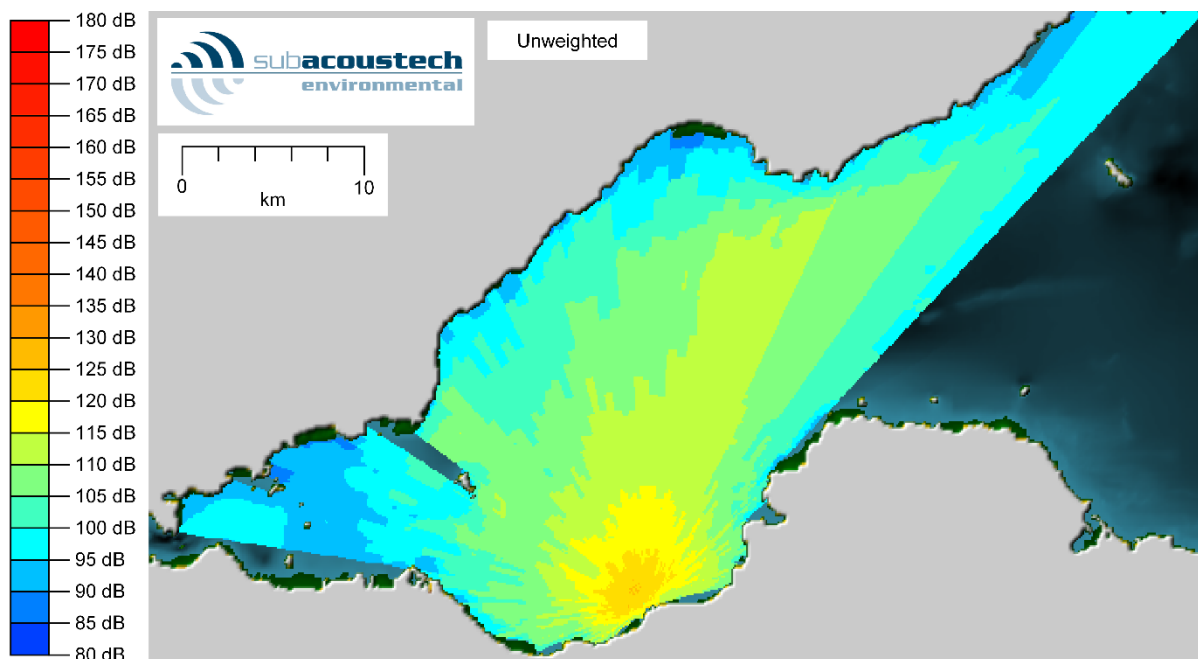 180 dB
175 dB
170 dB
165 dB
160 dB
155 dB
150 dB
145 dB
140 dB
135 dB
130 dB
125 dB
120 dB
115 dB
110 dB
105 dB
100 dB
95 dB
90 dB
85 dB
80 dB
subacoustech
environmental
Unweighted
0 10
km